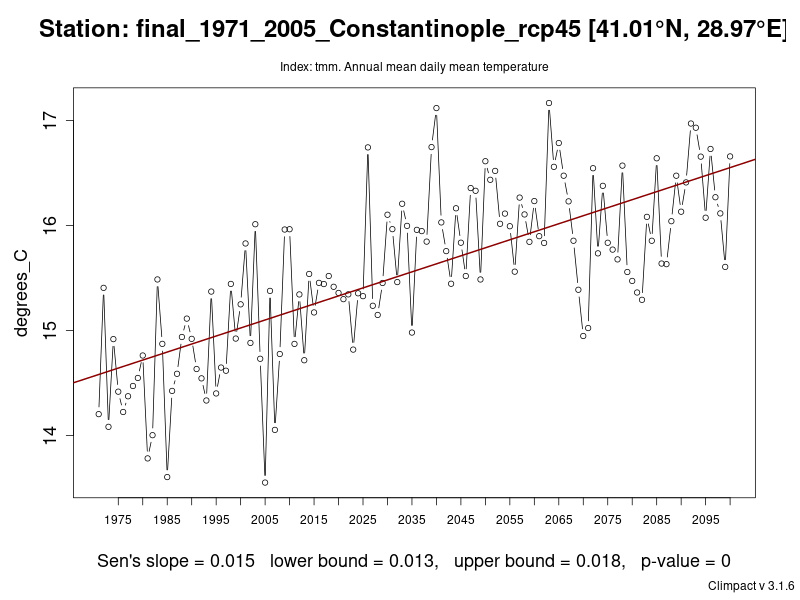 Station: final_1971_2005_Constantinople_rcp45 [41.01°N, 28.97°E]
Index: tmm. Annual mean daily mean temperature
degrees_C
17
16
15
14
1975 1985 1995 2005 2015 2025 2035 2045 2055 2065 2075 2085 2095
Sen's slope = 0.015 lower bound = 0.013, upper bound = 0.018, p-value = 0
Climpact v 3.1.6